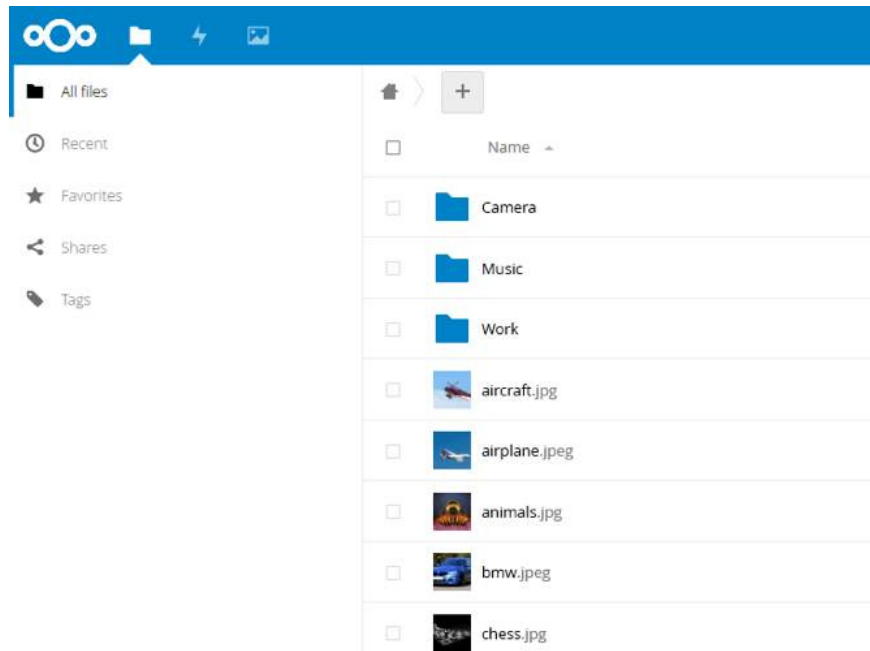 All files
Recent
Favorites
Shares
Tags
Name
Camera
Music
Work
aircraft.jpg
airplane.jpeg
animals.jpg
bmw.jpeg
chess.jpg